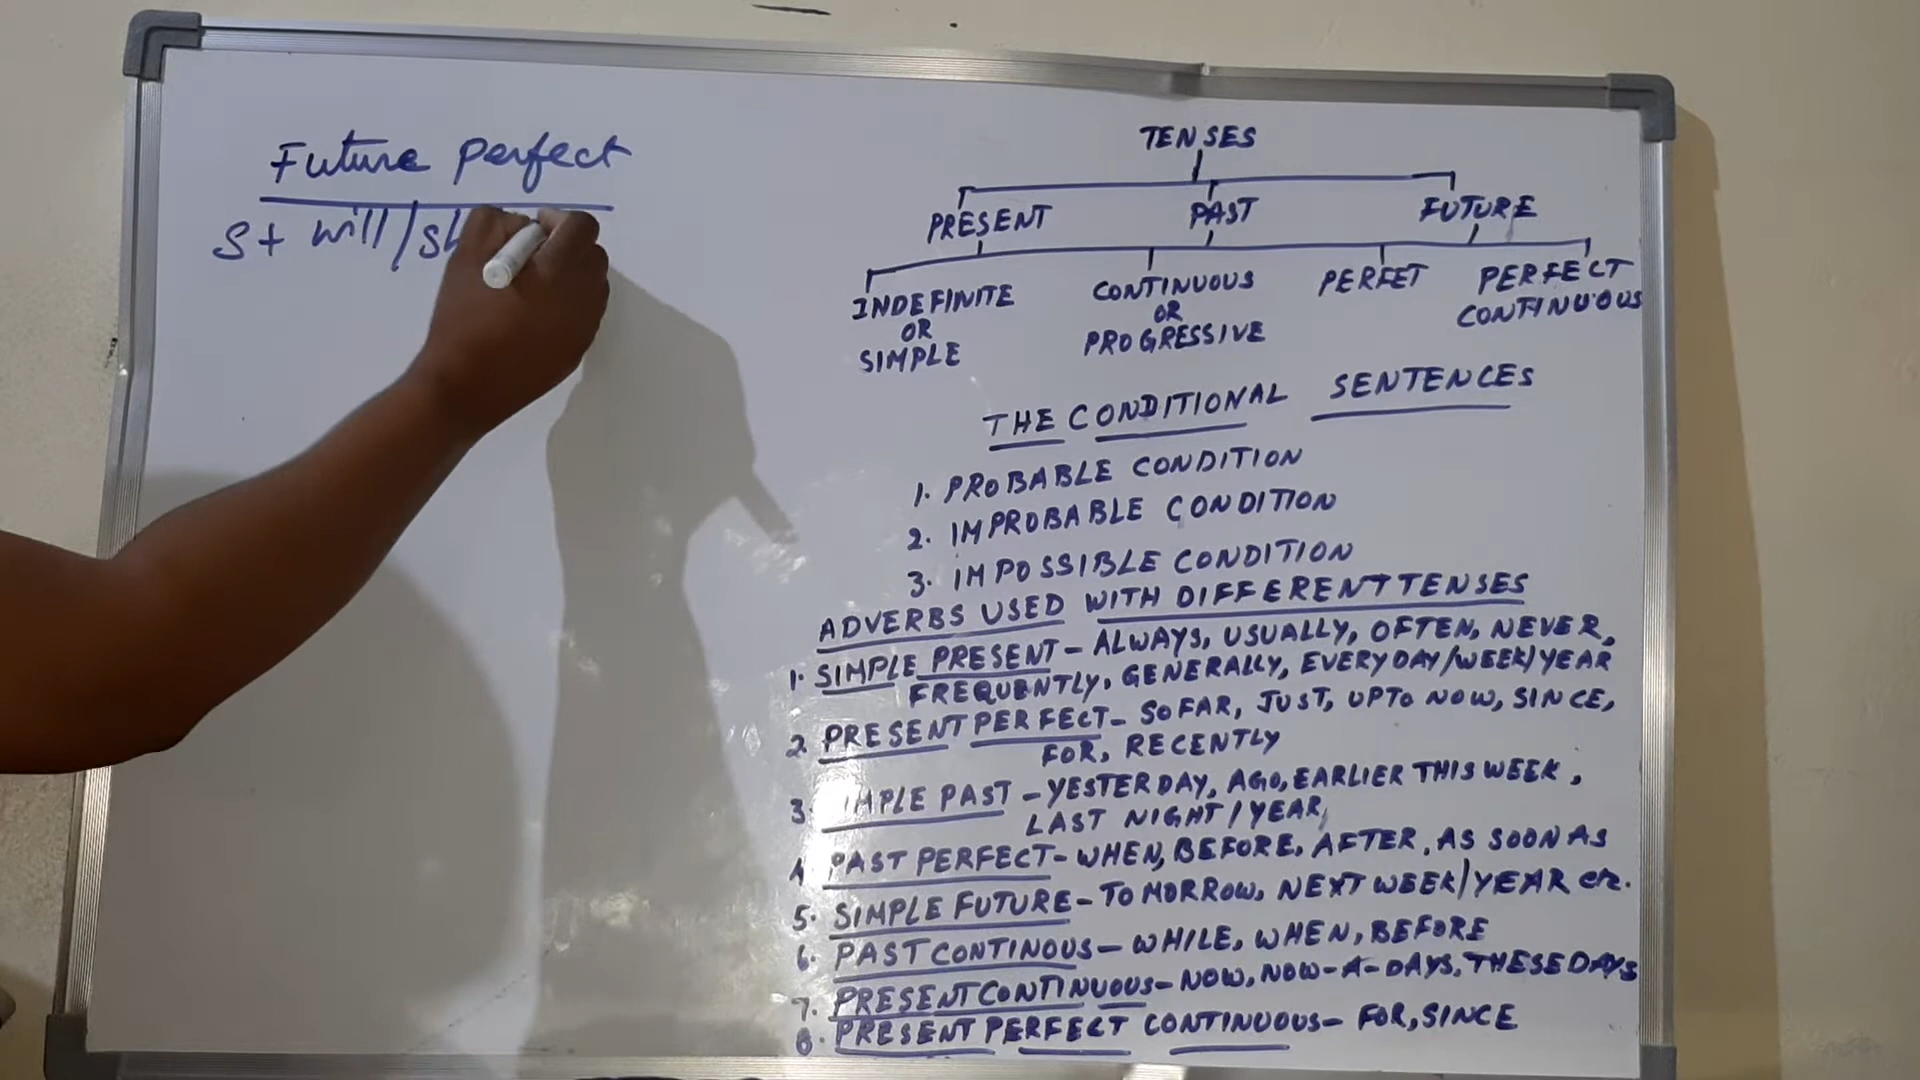 Future Perfect
S+ will/sh
TENSES
PRESENT PAST FUTURE
INDEFINITE OR SIMPLE
CONTINUOUS OR PROGRESSIVE
PERFET
PERFECT CONTINUOUS
THE CONDITIONAL SENTENCES
1. PROBABLE CONDITION
2. IMPROBABLE CONDITION
3. IMPOSSIBLE CONDITION
ADVERBS USED WITH DIFFERENT TENSES
1. SIMPLE PRESENT - ALWAYS, USUALLY, OFTEN, NEVER,
FREQUENTLY, GENERALLY, EVERYDAY/WEEK/YEAR
2. PRESENT PERFECT - SO FAR, JUST, UPTO NOW, SINCE,
FOR, RECENTLY
3. IMPLE PAST - YESTERDAY, AGO, EARLIER THIS WEEK,
LAST NIGHT/YEAR,
4 PAST PERFECT - WHEN, BEFORE, AFTER, AS SOON AS
5. SIMPLE FUTURE - TOMORROW, NEXT WEEK/YEAR etc.
6. PAST CONTINOUS - WHILE, WHEN, BEFORE
7. PRESENT CONTINUOUS - NOW, NOW-A-DAYS, THESE DAYS
8. PRESENT PERFECT CONTINUOUS - FOR, SINCE